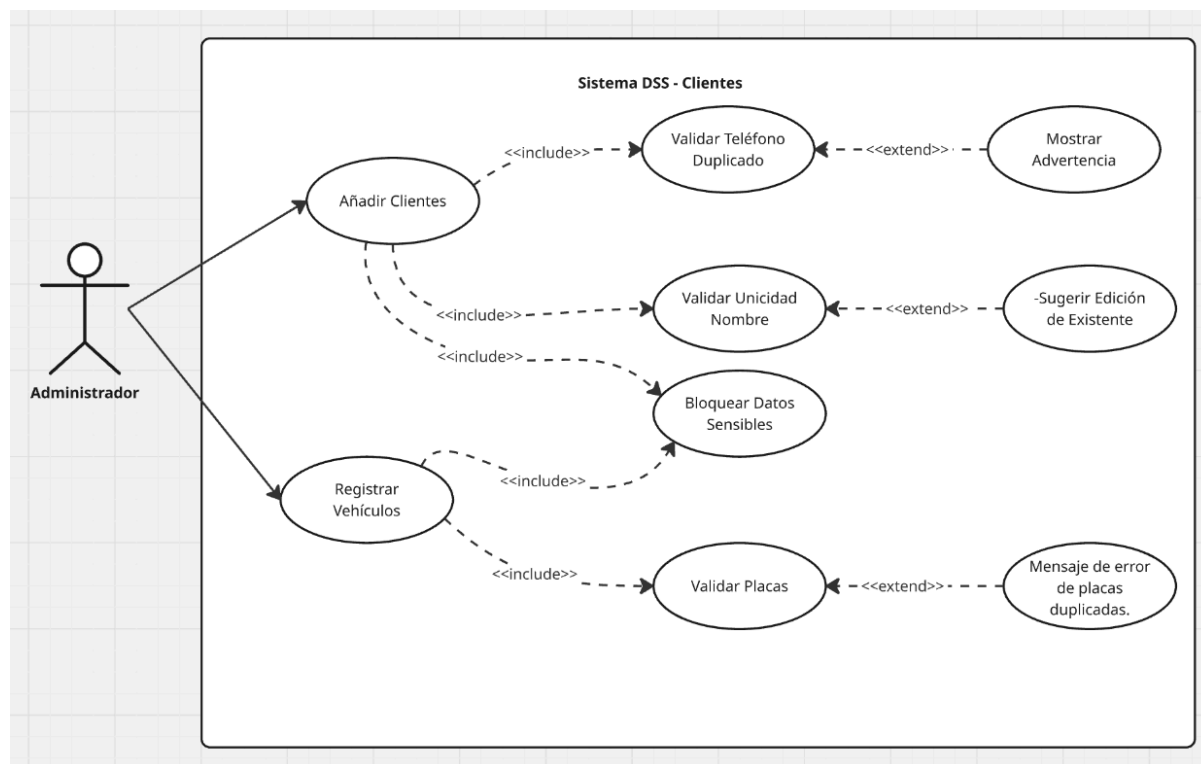 Sistema DSS - Clientes
Validar Teléfono
Duplicado
Mostrar
Advertencia
<<include>>
<<extend>>
Añadir Clientes
Validar Unicidad
Nombre
-Sugerir Edición
de Existente
<<include>>
<<extend>>
<<include>>
Administrador
Bloquear Datos
Sensibles
Registrar
Vehículos
<<include>>
<<include>>
Validar Placas
<<extend>>
Mensaje de error
de placas
duplicadas.